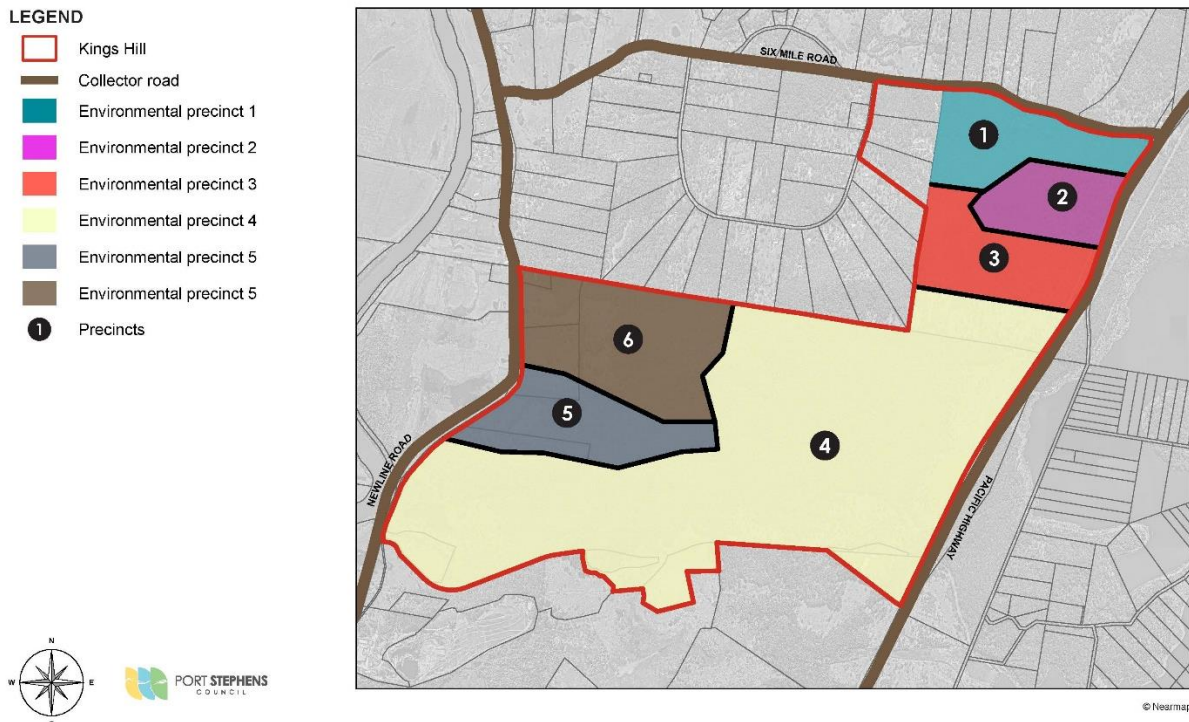 LEGEND
Kings Hill
Collector road
Environmental precinct 1
Environmental precinct 2
Environmental precinct 3
Environmental precinct 4
Environmental precinct 5
Environmental precinct 5
1 Precincts
SIX MILE ROAD
1
2
3
6
5
4
NEWLINE ROAD
PACIFIC HIGHWAY
N
W E
S
PORT STEPHENS
COUNCIL
© Nearmap